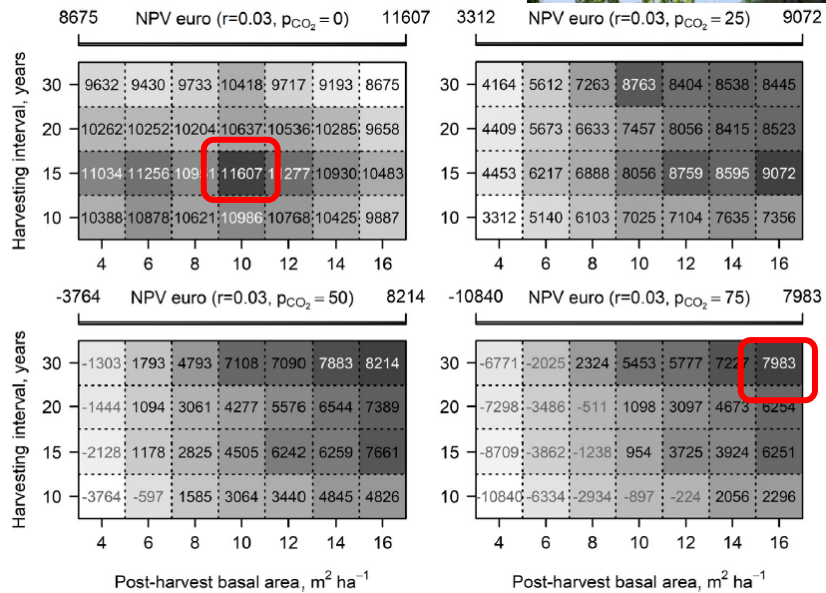 8675 NPV euro (r=0.03, pCO₂ = 0) 11607
Harvesting interval, years
30 9632 9430 9733 10418 9717 9193 8675
20 10262 10252 10204 10637 10536 10285 9658
15 11034 11256 11607 11277 10930 10483
10 10388 10878 10621 10986 10768 10425 9887
4 6 8 10 12 14 16
3312 NPV euro (r=0.03, pCO₂ = 25) 9072
30 4164 5612 7263 8763 8404 8538 8445
20 4409 5673 6633 7457 8056 8415 8523
15 4453 6217 6888 8056 8759 8595 9072
10 3312 5140 6103 7025 7104 7635 7356
4 6 8 10 12 14 16
-3764 NPV euro (r=0.03, pCO₂ = 50) 8214
Harvesting interval, years
30 -1303 1793 4793 7108 7090 7883 8214
20 -1444 1094 3061 4277 5576 6544 7389
15 -2128 1178 2825 4505 6242 6259 7661
10 -3764 -597 1585 3064 3440 4845 4826
4 6 8 10 12 14 16
Post-harvest basal area, m² ha⁻¹
-10840 NPV euro (r=0.03, pCO₂ = 75) 7983
30 -6771 -2025 2324 5453 5777 7227 7983
20 -7298 -3486 -511 1098 3097 4673 6254
15 -8709 -3862 -1238 954 3725 3924 6251
10 -10840 -6334 -2934 -897 -224 2056 2296
4 6 8 10 12 14 16
Post-harvest basal area, m² ha⁻¹